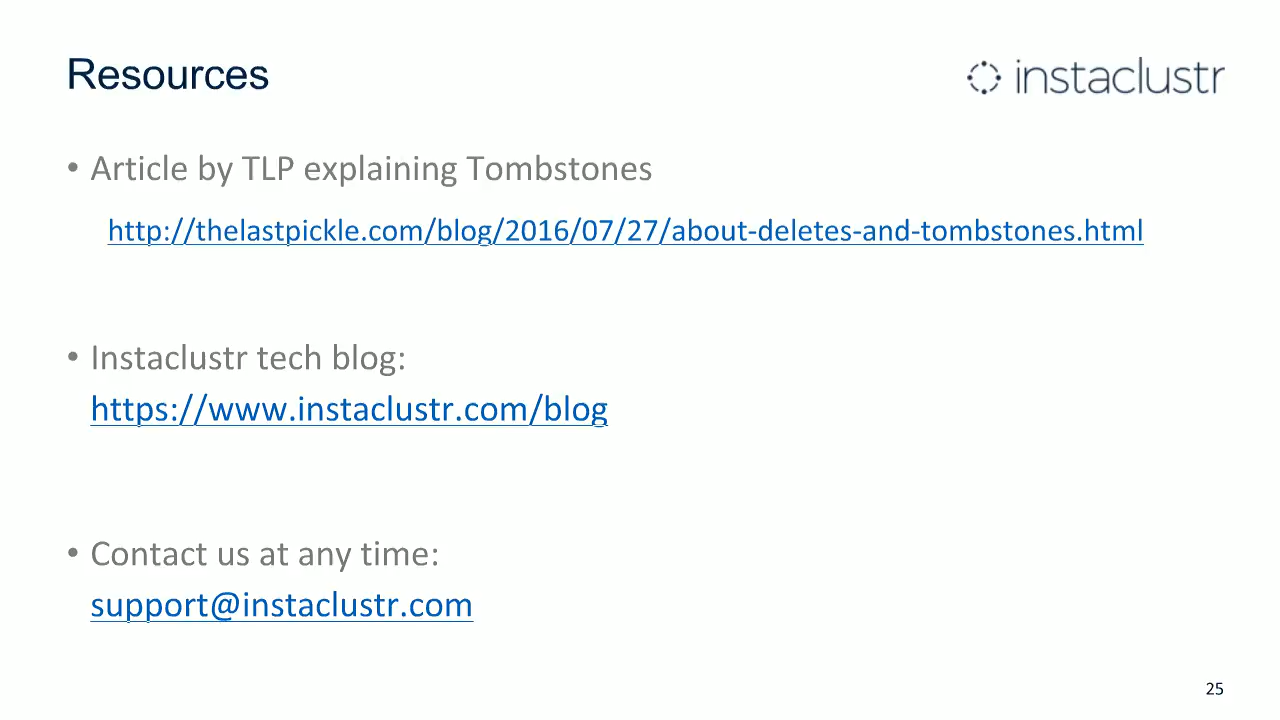 Resources
instaclustr
• Article by TLP explaining Tombstones
http://thelastpickle.com/blog/2016/07/27/about-deletes-and-tombstones.html
• Instaclustr tech blog:
https://www.instaclustr.com/blog
• Contact us at any time:
support@instaclustr.com
25